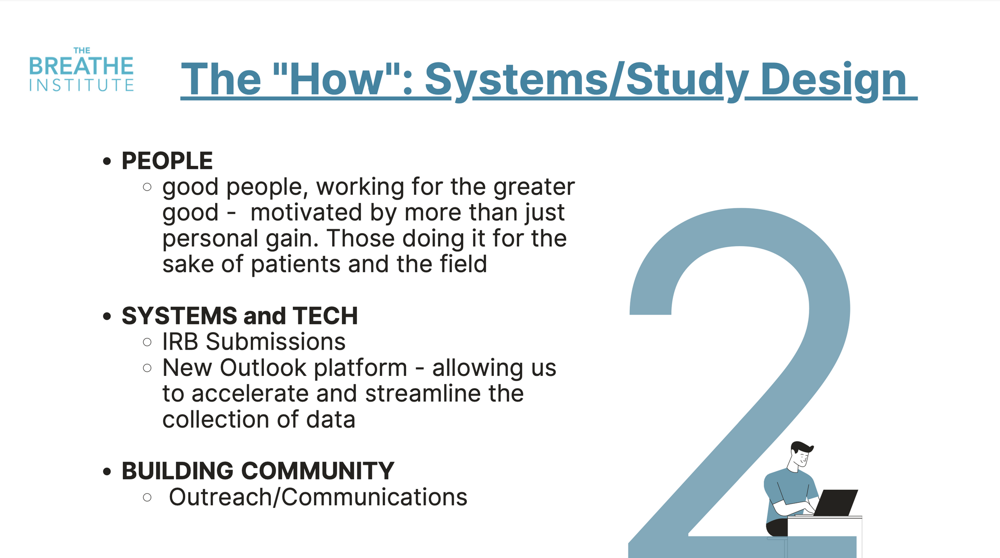 THE
BREATHE
INSTITUTE
The "How": Systems/Study Design
• PEOPLE
○ good people, working for the greater
good -  motivated by more than just
personal gain. Those doing it for the
sake of patients and the field
• SYSTEMS and TECH
○ IRB Submissions
○ New Outlook platform - allowing us
to accelerate and streamline the
collection of data
• BUILDING COMMUNITY
○ Outreach/Communications
2